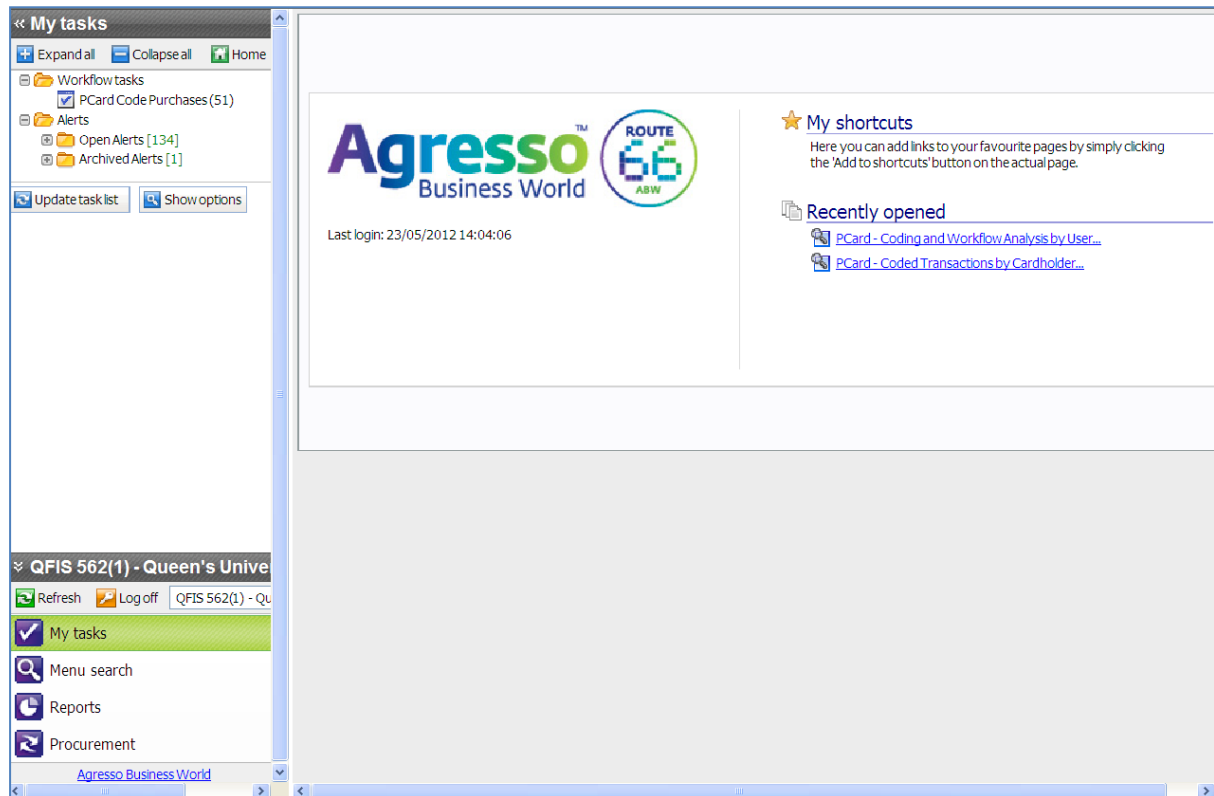 « My tasks
Expand all Collapse all Home
Workflow tasks
PCard Code Purchases (51)
Alerts
Open Alerts [134]
Archived Alerts [1]
Update task list Show options
QFIS 562(1) - Queen's Unive
Refresh Log off QFIS 562(1) - Qu
My tasks
Menu search
Reports
Procurement
Agresso Business World
Agresso™
Business World
ROUTE
66
ABW
Last login: 23/05/2012 14:04:06
My shortcuts
Here you can add links to your favourite pages by simply clicking
the 'Add to shortcuts' button on the actual page.
Recently opened
PCard - Coding and Workflow Analysis by User...
PCard - Coded Transactions by Cardholder...